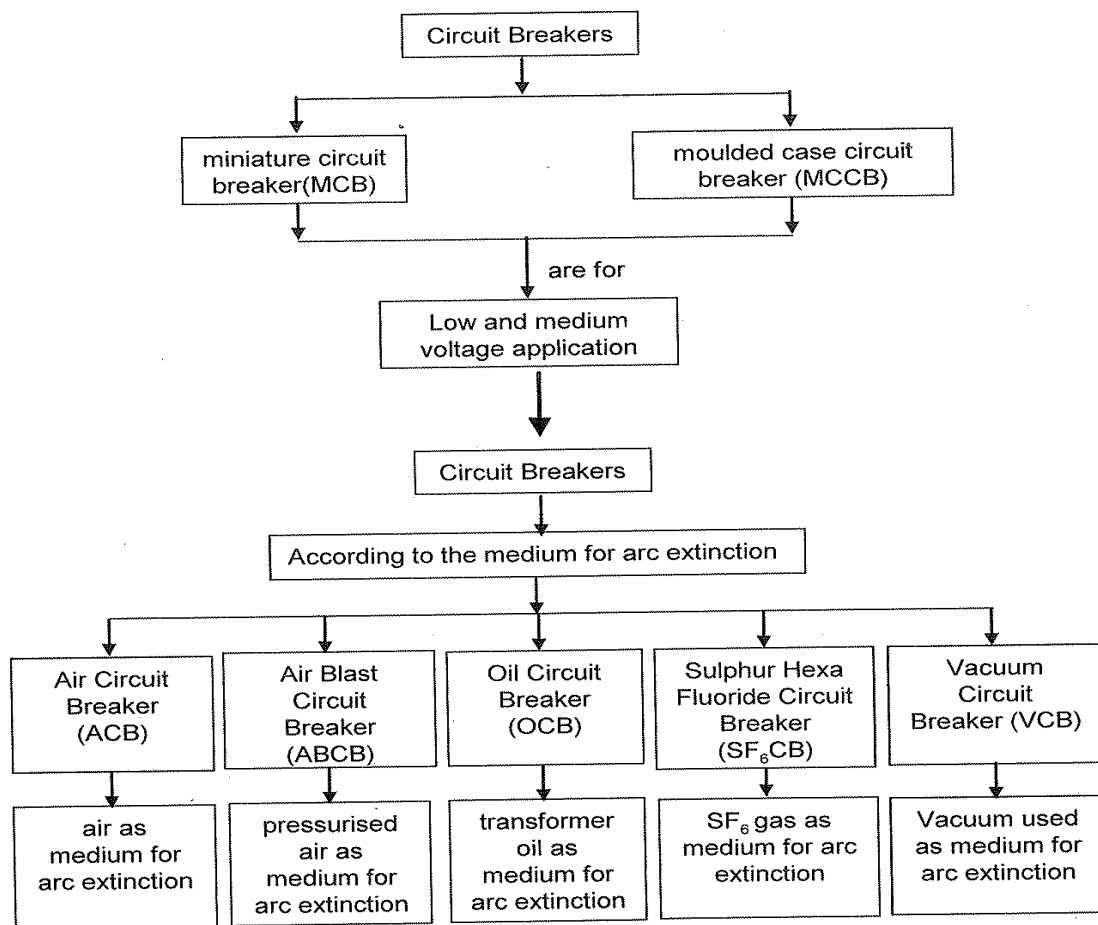 Circuit Breakers
miniature circuit
breaker(MCB)
moulded case circuit
breaker (MCCB)
are for
Low and medium
voltage application
Circuit Breakers
According to the medium for arc extinction
Air Circuit
Breaker
(ACB)
Air Blast
Circuit
Breaker
(ABCB)
Oil Circuit
Breaker
(OCB)
Sulphur Hexa
Fluoride Circuit
Breaker
(SF₆CB)
Vacuum
Circuit
Breaker (VCB)
air as
medium for
arc extinction
pressurised
air as
medium for
arc extinction
transformer
oil as
medium for
arc extinction
SF₆ gas as
medium for arc
extinction
Vacuum used
as medium for
arc extinction